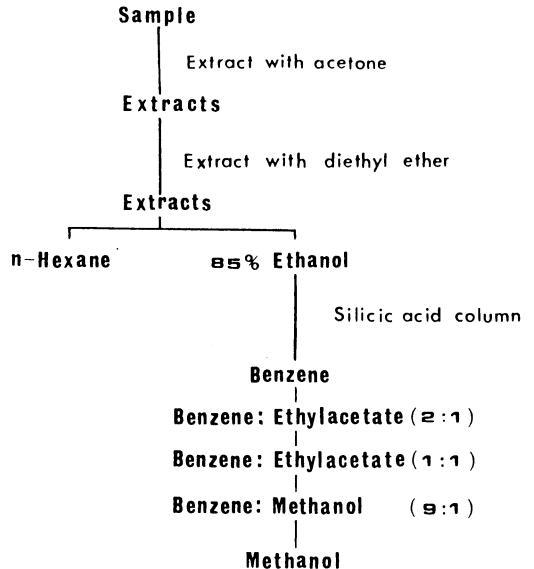 Sample
Extract with acetone
Extracts
Extract with diethyl ether
Extracts
n-Hexane 85% Ethanol
Silicic acid column
Benzene
Benzene: Ethylacetate (2:1)
Benzene: Ethylacetate (1:1)
Benzene: Methanol (9:1)
Methanol